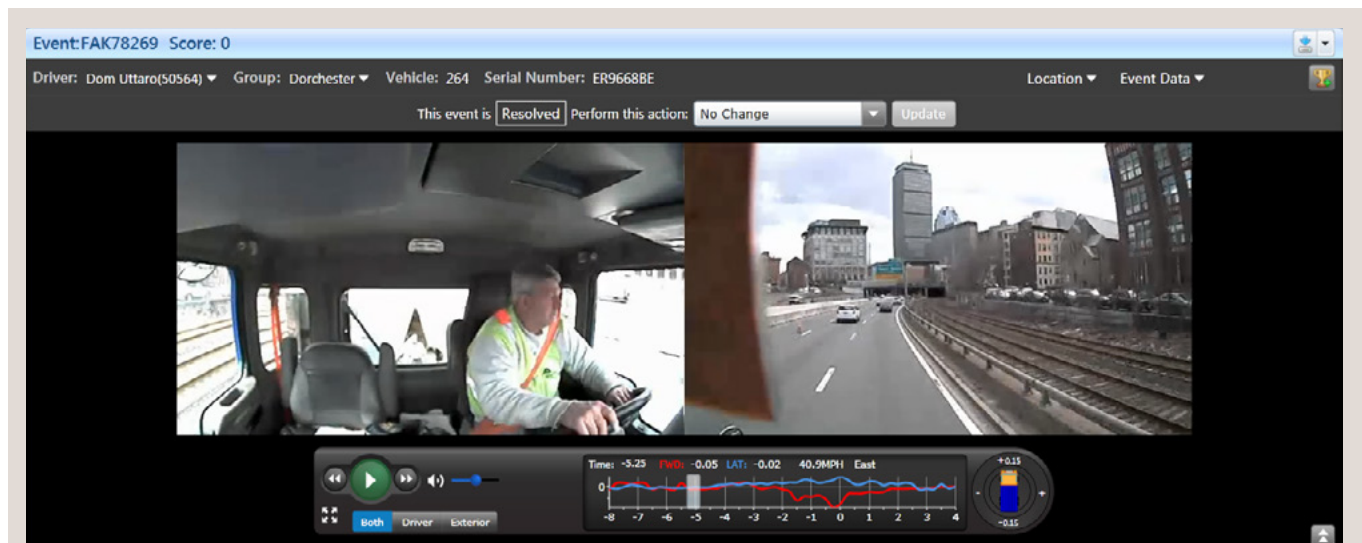 Event:FAK78269 Score: 0
Driver: Dom Uttaro(50564) Group: Dorchester Vehicle: 264 Serial Number: ER9668BE Location Event Data
This event is Resolved Perform this action: No Change Update
Time: -5.25 FWD: -0.05 LAT: -0.02 40.9MPH East
+0.15
0
- +
-8 -7 -6 -5 -4 -3 -2 -1 0 1 2 3 4
-0.15
Both Driver Exterior